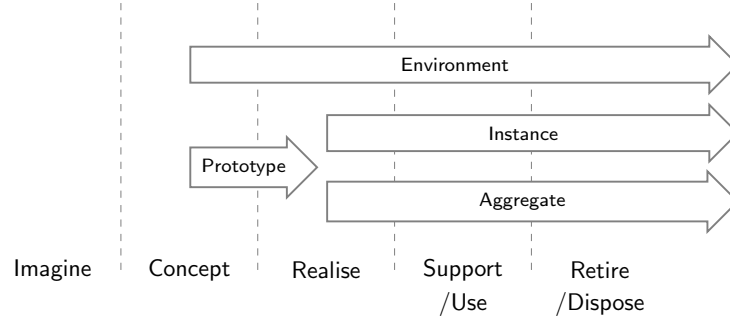 Environment
Instance
Prototype
Aggregate
Imagine
Concept
Realise
Support
/Use
Retire
/Dispose